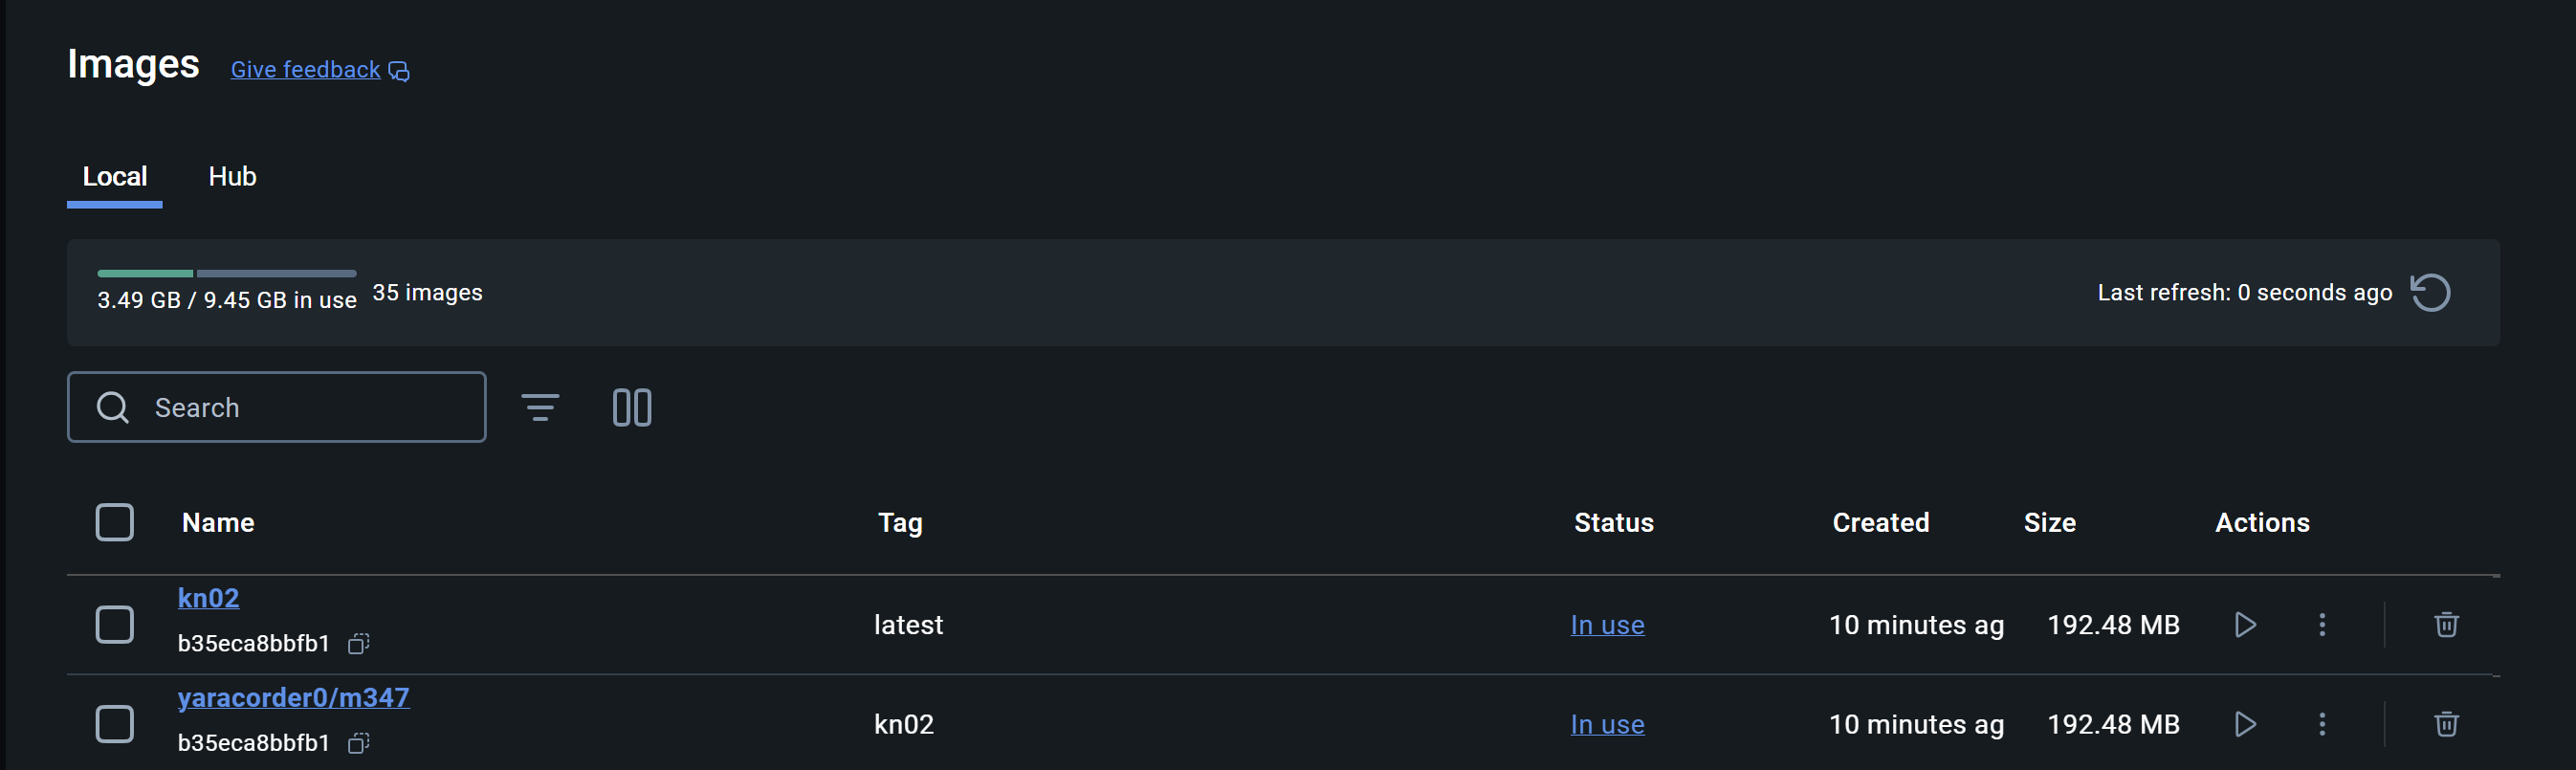 Images Give feedback
Local Hub
3.49 GB / 9.45 GB in use 35 images Last refresh: 0 seconds ago
Search
Name Tag Status Created Size Actions
kn02
b35eca8bbfb1 latest In use 10 minutes ag 192.48 MB
yaracorder0/m347
b35eca8bbfb1 kn02 In use 10 minutes ag 192.48 MB